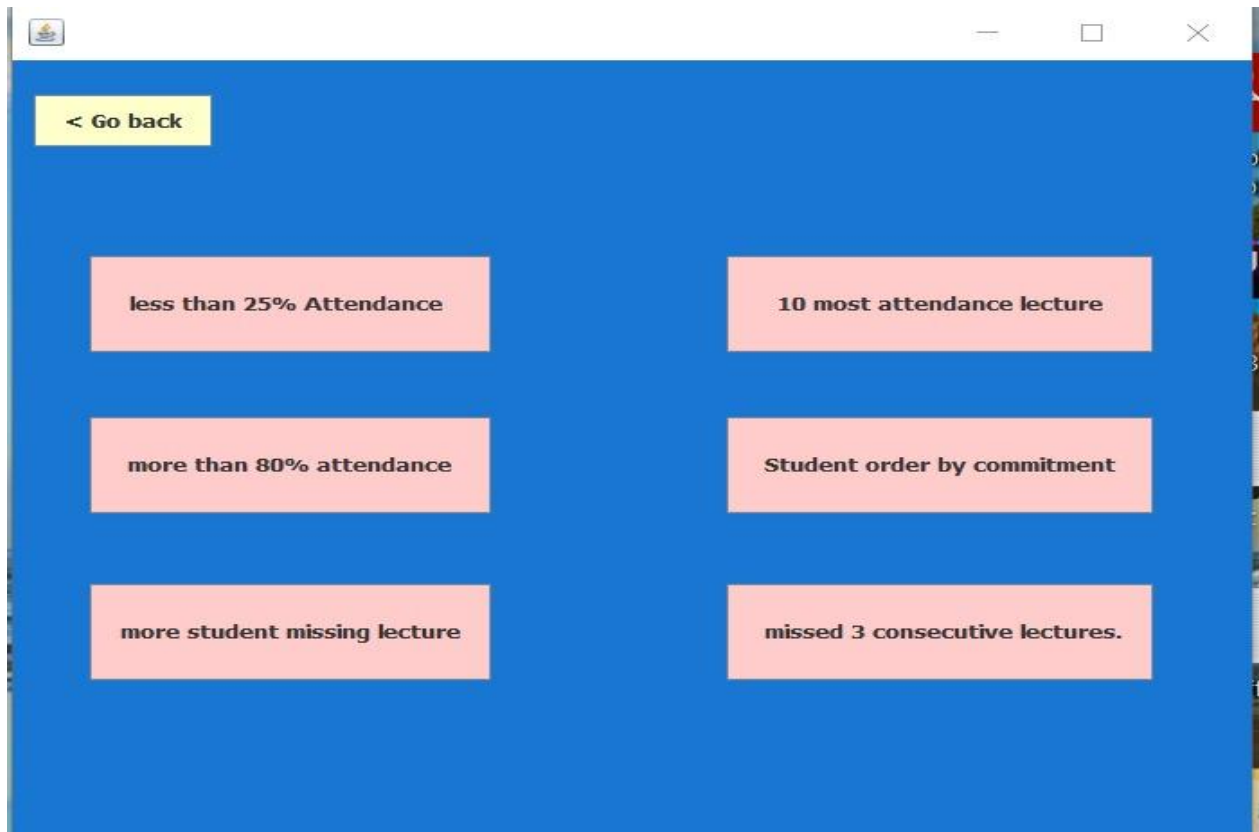 < Go back
less than 25% Attendance
10 most attendance lecture
more than 80% attendance
Student order by commitment
more student missing lecture
missed 3 consecutive lectures.